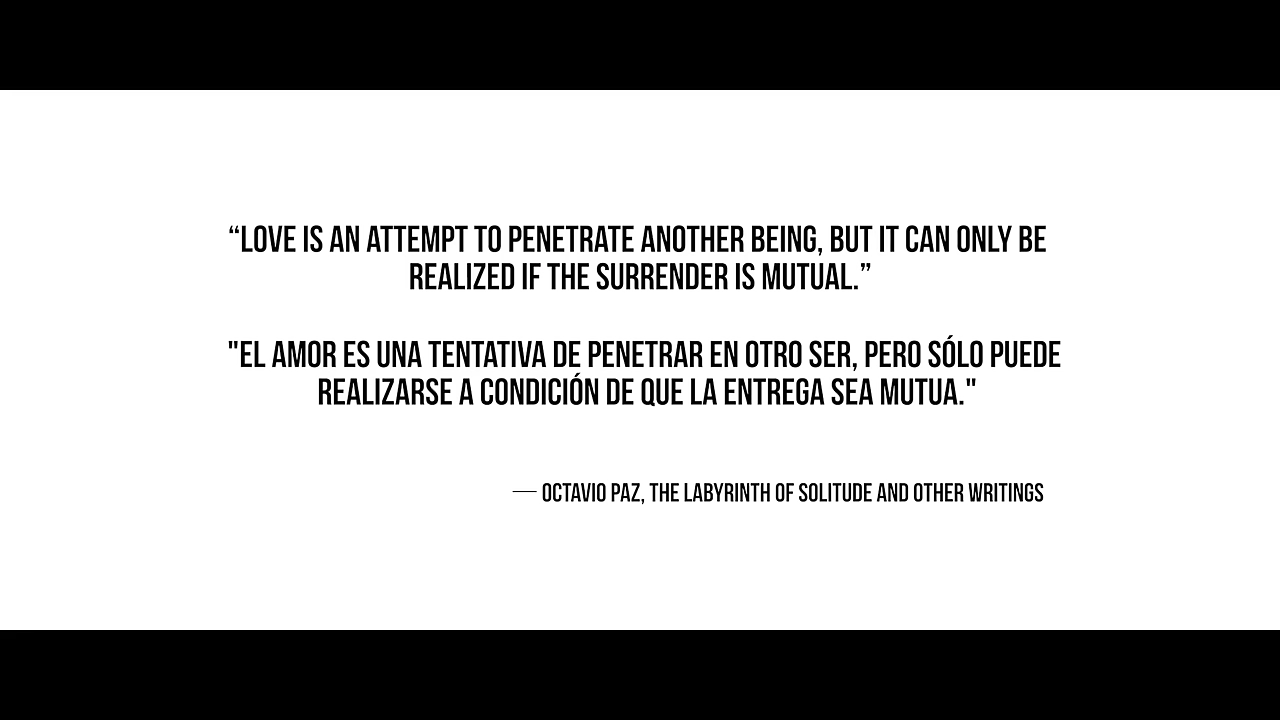 “LOVE IS AN ATTEMPT TO PENETRATE ANOTHER BEING, BUT IT CAN ONLY BE
REALIZED IF THE SURRENDER IS MUTUAL.”
"EL AMOR ES UNA TENTATIVA DE PENETRAR EN OTRO SER, PERO SÓLO PUEDE
REALIZARSE A CONDICIÓN DE QUE LA ENTREGA SEA MUTUA."
— OCTAVIO PAZ, THE LABYRINTH OF SOLITUDE AND OTHER WRITINGS